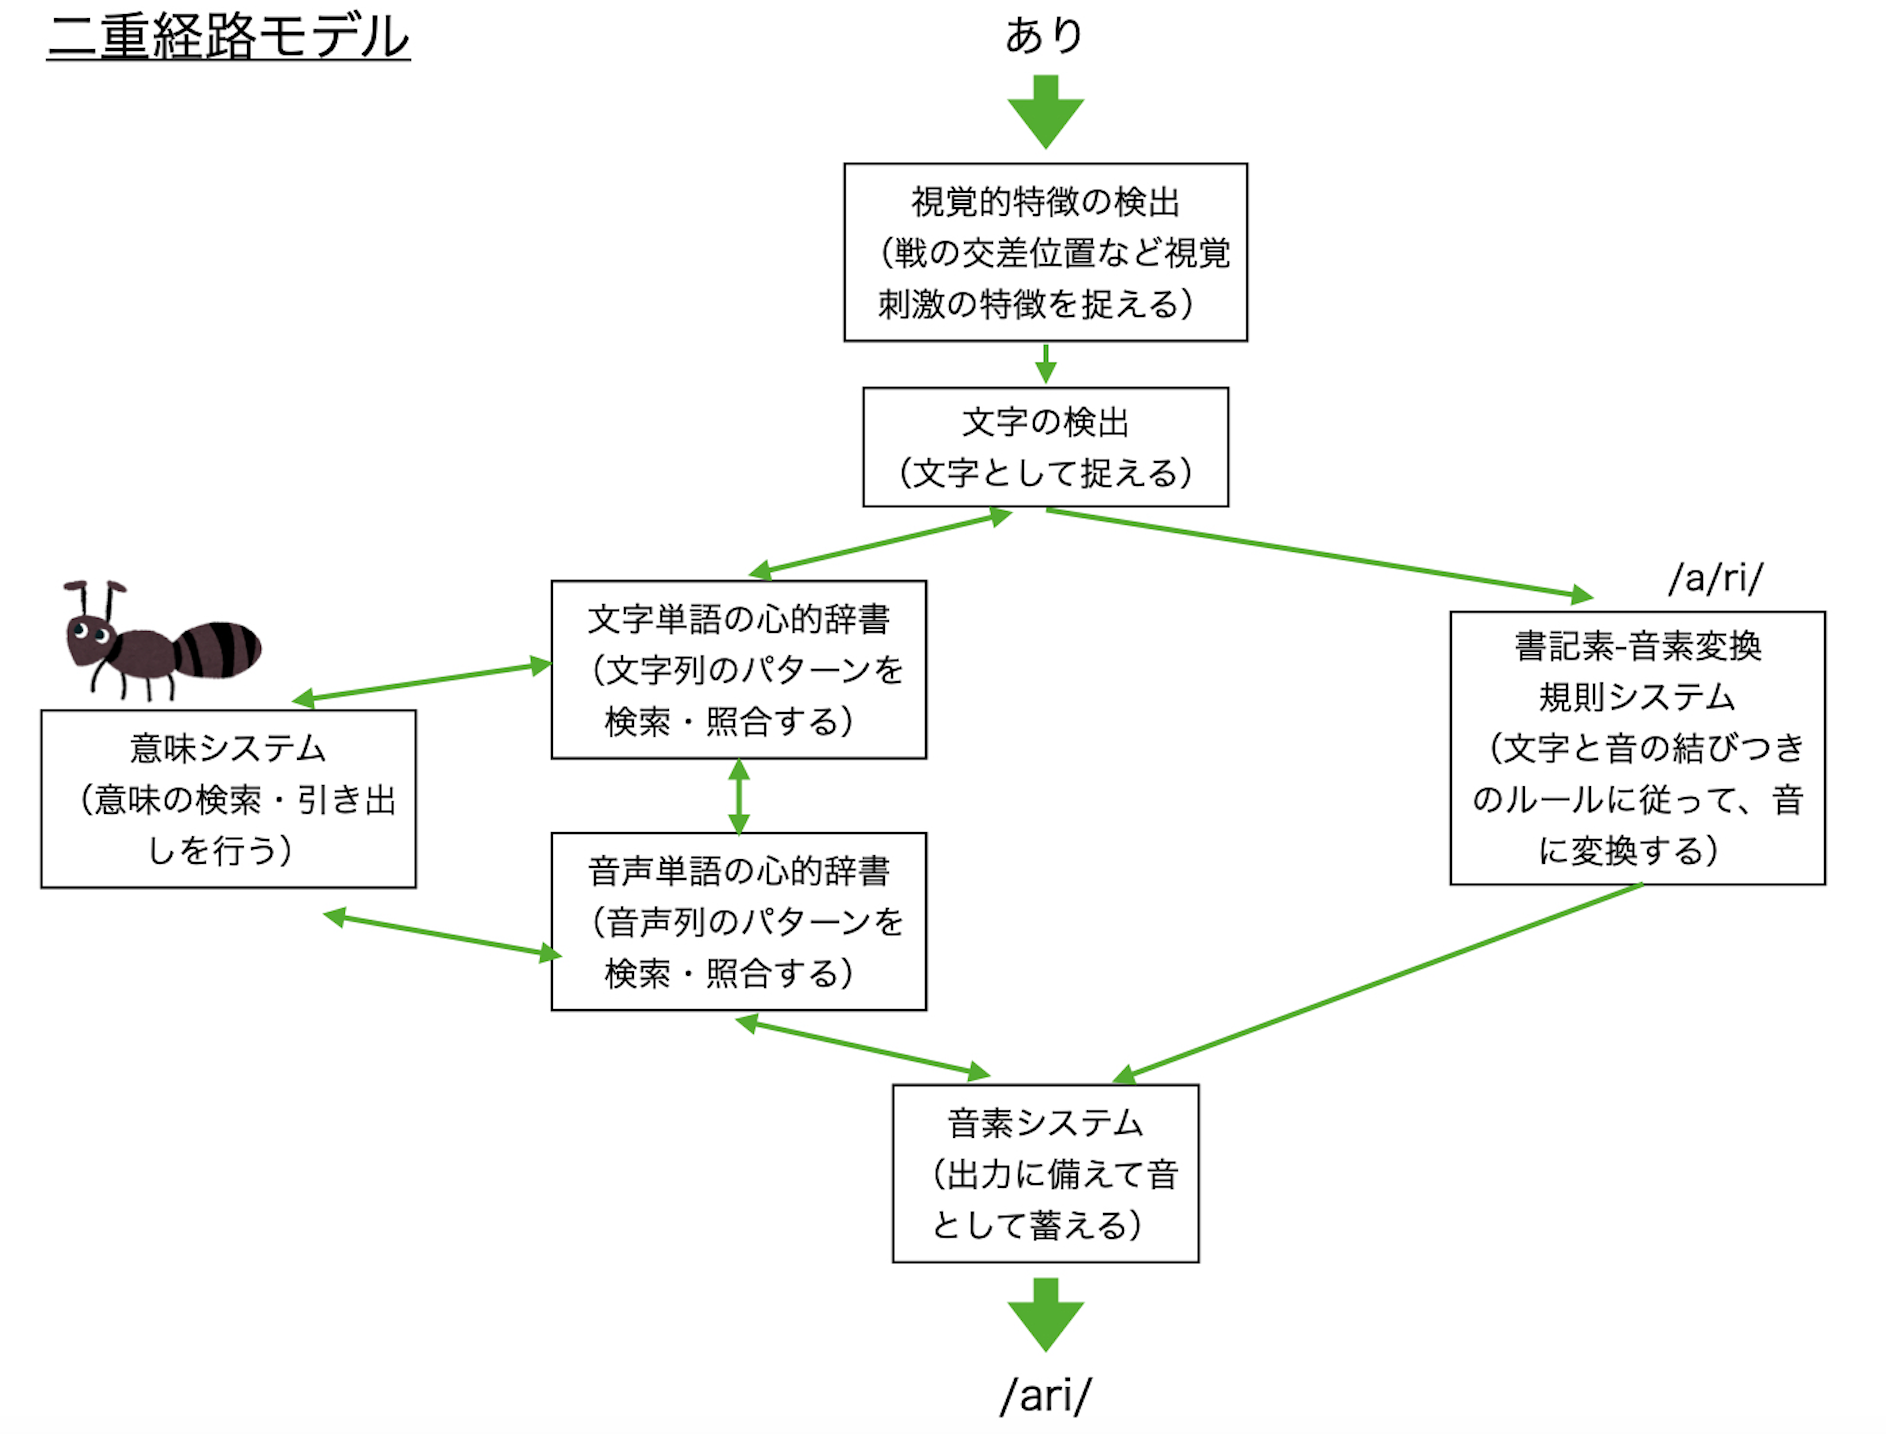 二重経路モデル
あり
視覚的特徴の検出
（戦の交差位置など視覚
刺激の特徴を捉える）
文字の検出
（文字として捉える）
文字単語の心的辞書
（文字列のパターンを
検索・照合する）
/a/ri/
書記素-音素変換
規則システム
（文字と音の結びつき
のルールに従って、音
に変換する）
意味システム
（意味の検索・引き出
しを行う）
音声単語の心的辞書
（音声列のパターンを
検索・照合する）
音素システム
（出力に備えて音
として蓄える）
/ari/